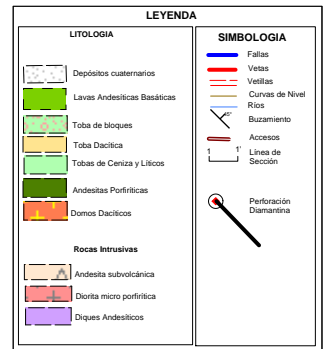 LEYENDA
LITOLOGIA
Depósitos cuaternarios
Lavas Andesíticas Basáticas
Toba de bloques
Toba Dacítica
Tobas de Ceniza y Líticos
Andesitas Porfiríticas
Domos Dacíticos
Rocas Intrusivas
Andesita subvolcánica
Diorita micro porfirítica
Diques Andesíticos
SIMBOLOGIA
Fallas
Vetas
Vetillas
Curvas de Nivel
Ríos
45° Buzamiento
Accesos
1 1' Línea de
Sección
Perforación
Diamantina